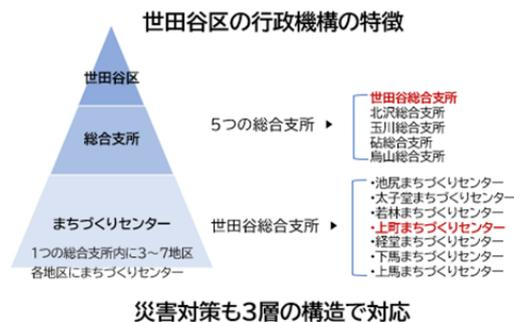 世田谷区の行政機構の特徴
世田谷区
総合支所
5つの総合支所 ▶
世田谷総合支所
北沢総合支所
玉川総合支所
砧総合支所
烏山総合支所
まちづくりセンター
1つの総合支所内に3~7地区
各地区にまちづくりセンター
世田谷総合支所 ▶
・池尻まちづくりセンター
・太子堂まちづくりセンター
・若林まちづくりセンター
・上町まちづくりセンター
・経堂まちづくりセンター
・下馬まちづくりセンター
・上馬まちづくりセンター
災害対策も3層の構造で対応